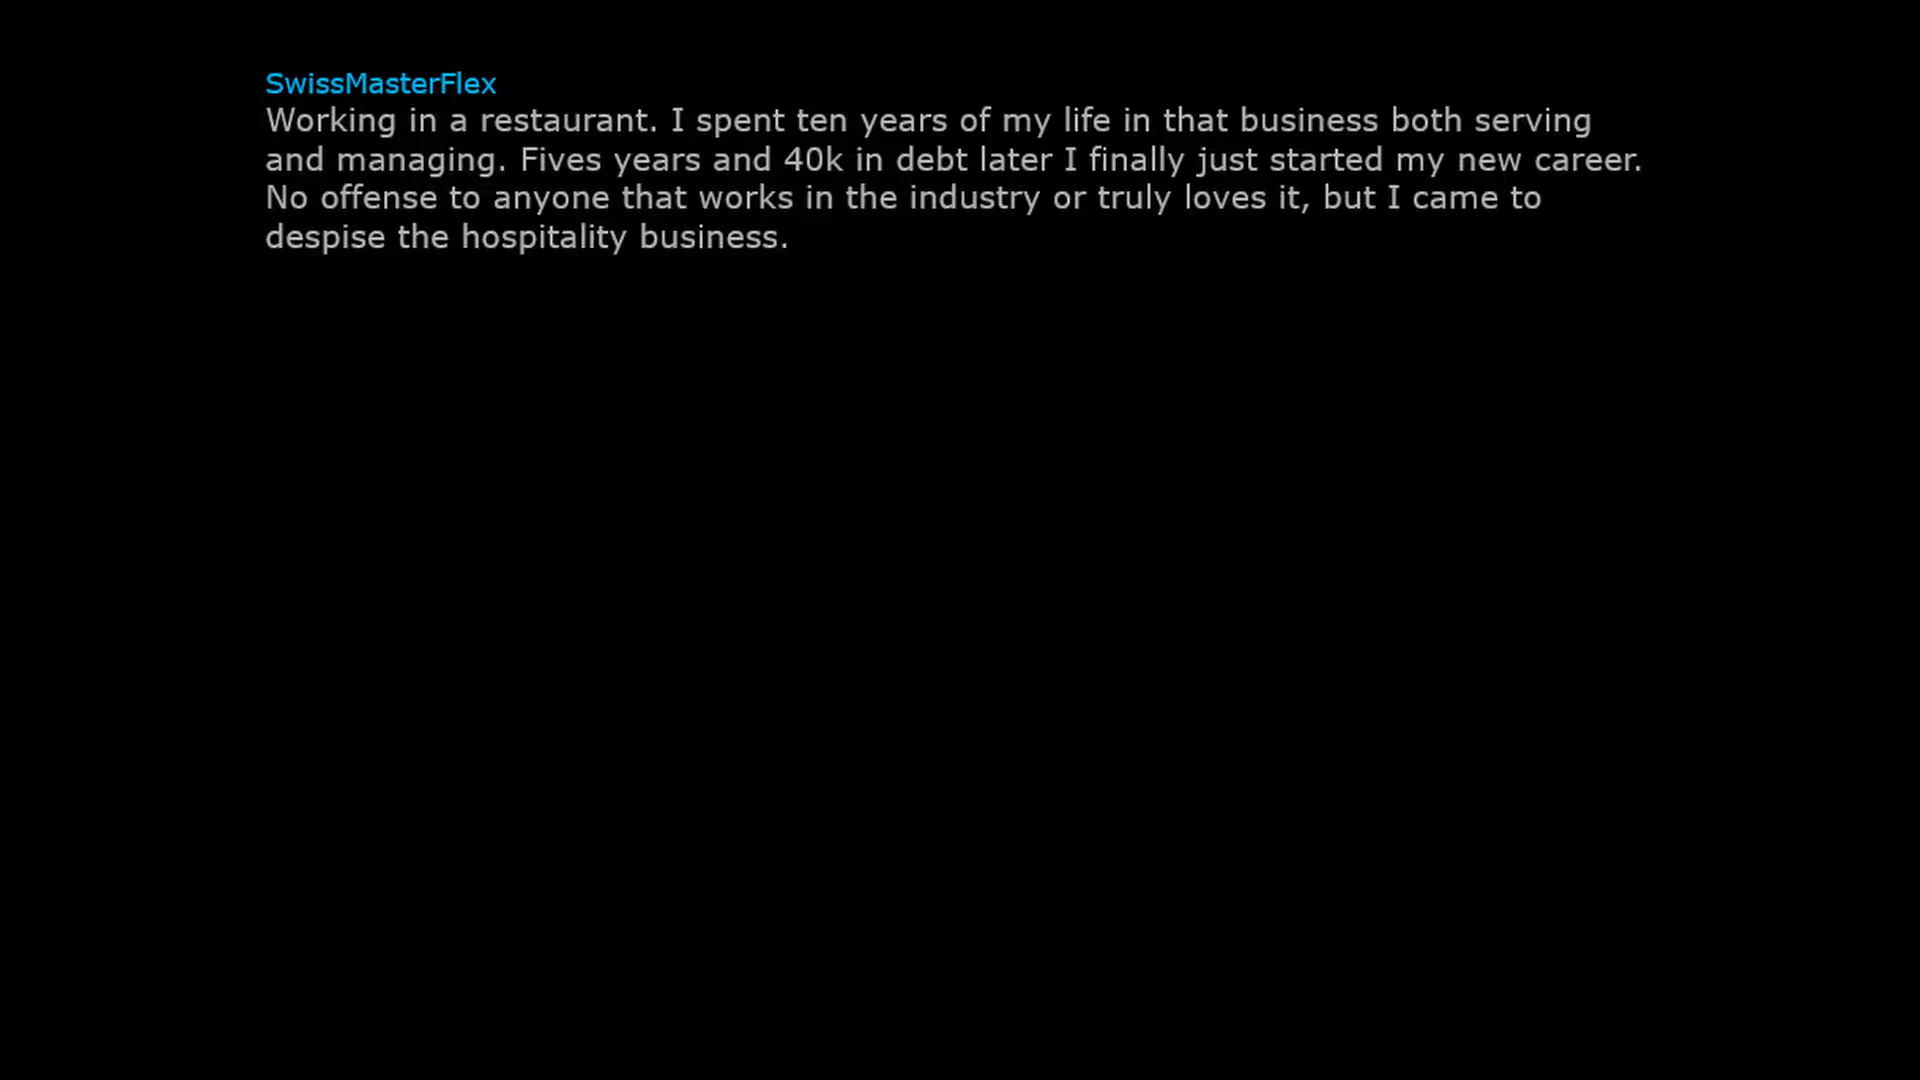 SwissMasterFlex
Working in a restaurant. I spent ten years of my life in that business both serving
and managing. Fives years and 40k in debt later I finally just started my new career.
No offense to anyone that works in the industry or truly loves it, but I came to
despise the hospitality business.